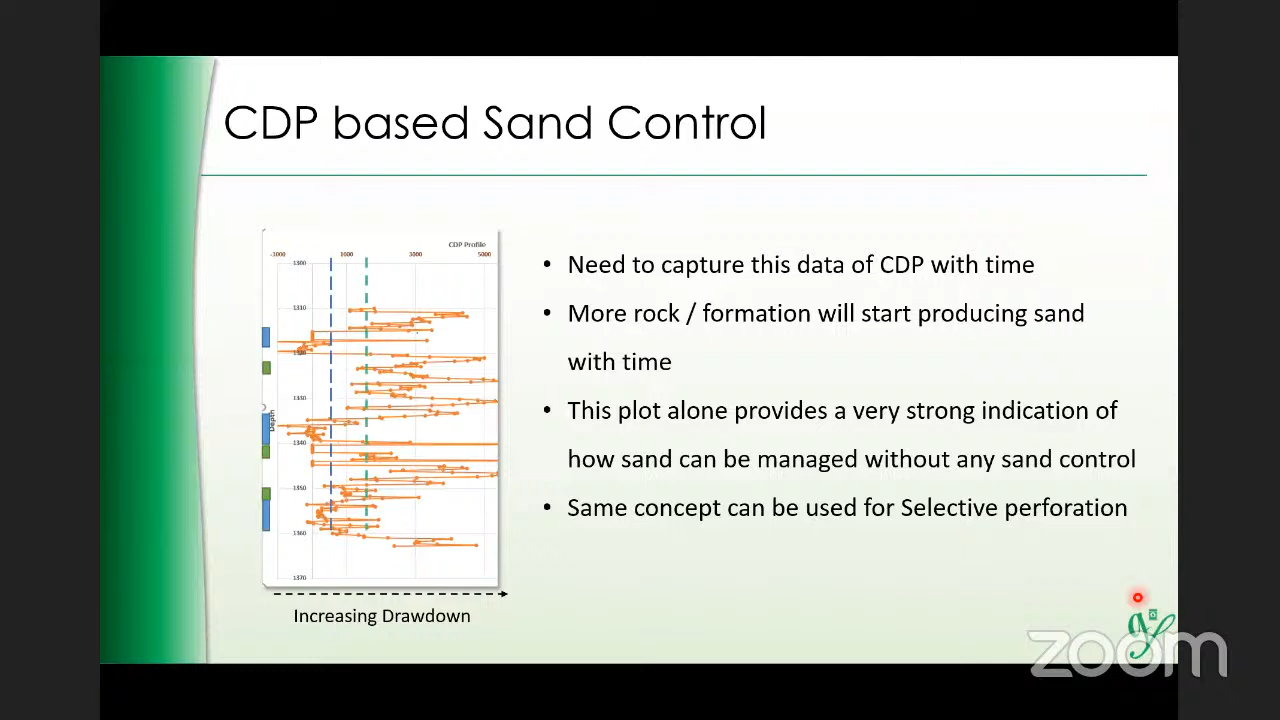 CDP based Sand Control
CDP Profile
-1000 1000 3000 5000
1300
1310
1320
1330
1340
1350
1360
1370
Depth
Increasing Drawdown
• Need to capture this data of CDP with time
• More rock / formation will start producing sand
with time
• This plot alone provides a very strong indication of
how sand can be managed without any sand control
• Same concept can be used for Selective perforation
zoom